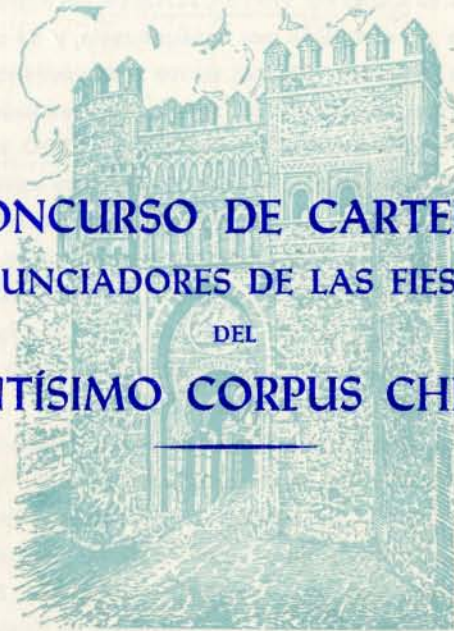 ONCURSO DE CARTE
UNCIADORES DE LAS FIES
DEL
TÍSIMO CORPUS CH